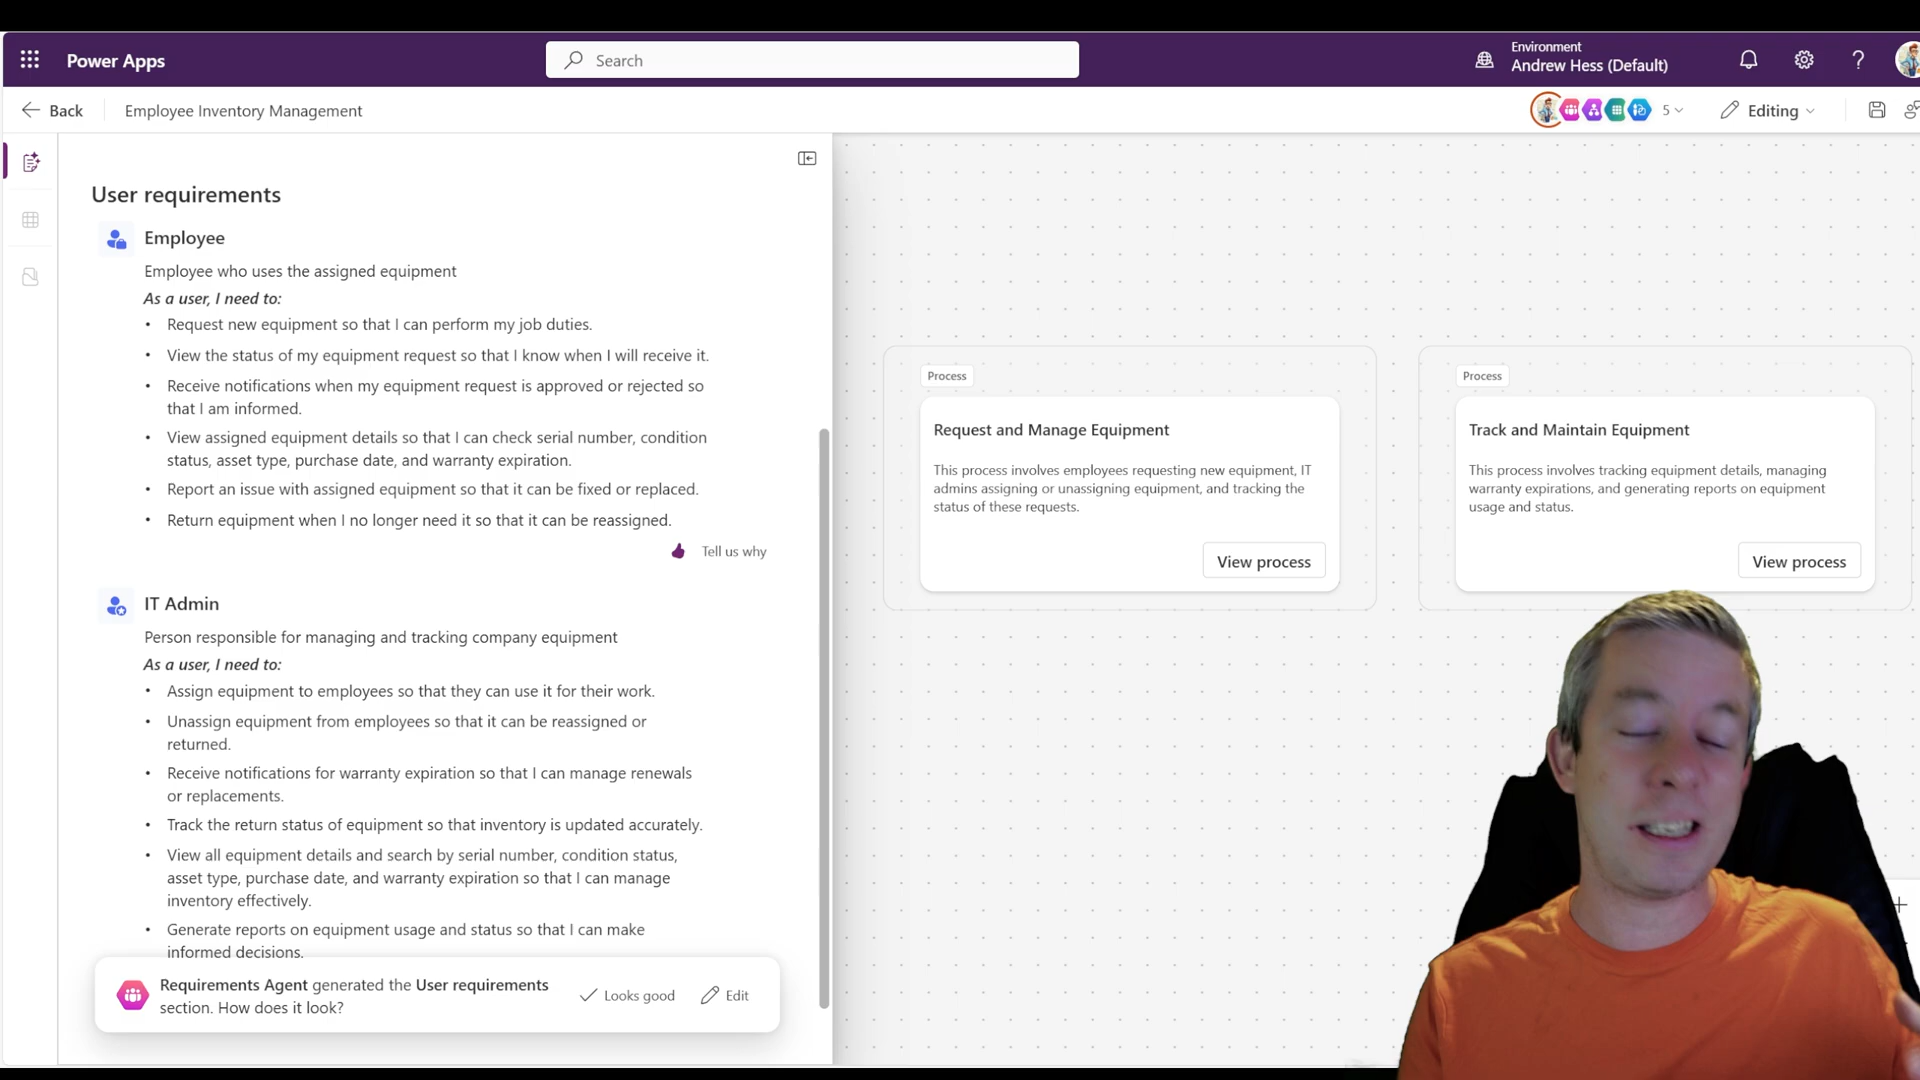 Power Apps
Search
Environment
Andrew Hess (Default)
?
Back
Employee Inventory Management
5
Editing
User requirements
Employee
Employee who uses the assigned equipment
As a user, I need to:
• Request new equipment so that I can perform my job duties.
• View the status of my equipment request so that I know when I will receive it.
• Receive notifications when my equipment request is approved or rejected so
that I am informed.
• View assigned equipment details so that I can check serial number, condition
status, asset type, purchase date, and warranty expiration.
• Report an issue with assigned equipment so that it can be fixed or replaced.
• Return equipment when I no longer need it so that it can be reassigned.
Tell us why
IT Admin
Person responsible for managing and tracking company equipment
As a user, I need to:
• Assign equipment to employees so that they can use it for their work.
• Unassign equipment from employees so that it can be reassigned or
returned.
• Receive notifications for warranty expiration so that I can manage renewals
or replacements.
• Track the return status of equipment so that inventory is updated accurately.
• View all equipment details and search by serial number, condition status,
asset type, purchase date, and warranty expiration so that I can manage
inventory effectively.
• Generate reports on equipment usage and status so that I can make
informed decisions.
Requirements Agent generated the User requirements
section. How does it look?
Looks good
Edit
Process
Request and Manage Equipment
This process involves employees requesting new equipment, IT
admins assigning or unassigning equipment, and tracking the
status of these requests.
View process
Process
Track and Maintain Equipment
This process involves tracking equipment details, managing
warranty expirations, and generating reports on equipment
usage and status.
View process